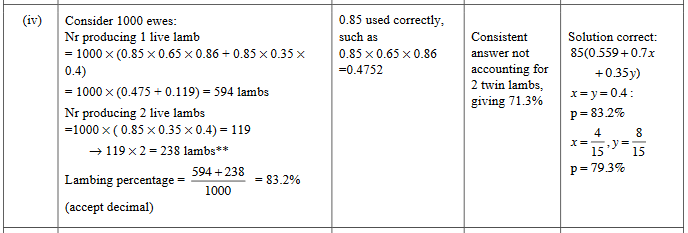 (iv)
Consider 1000 ewes:
Nr producing 1 live lamb
= 1000 × (0.85 × 0.65 × 0.86 + 0.85 × 0.35 ×
0.4)
= 1000 × (0.475 + 0.119) = 594 lambs
Nr producing 2 live lambs
=1000 × ( 0.85 × 0.35 × 0.4) = 119
→ 119 × 2 = 238 lambs**
Lambing percentage = (594 + 238)/1000 = 83.2%
(accept decimal)
0.85 used correctly,
such as
0.85 × 0.65 × 0.86
=0.4752
Consistent
answer not
accounting for
2 twin lambs,
giving 71.3%
Solution correct:
85(0.559 + 0.7x
+ 0.35y)
x = y = 0.4 :
p = 83.2%
x = 4/15, y = 8/15
p = 79.3%